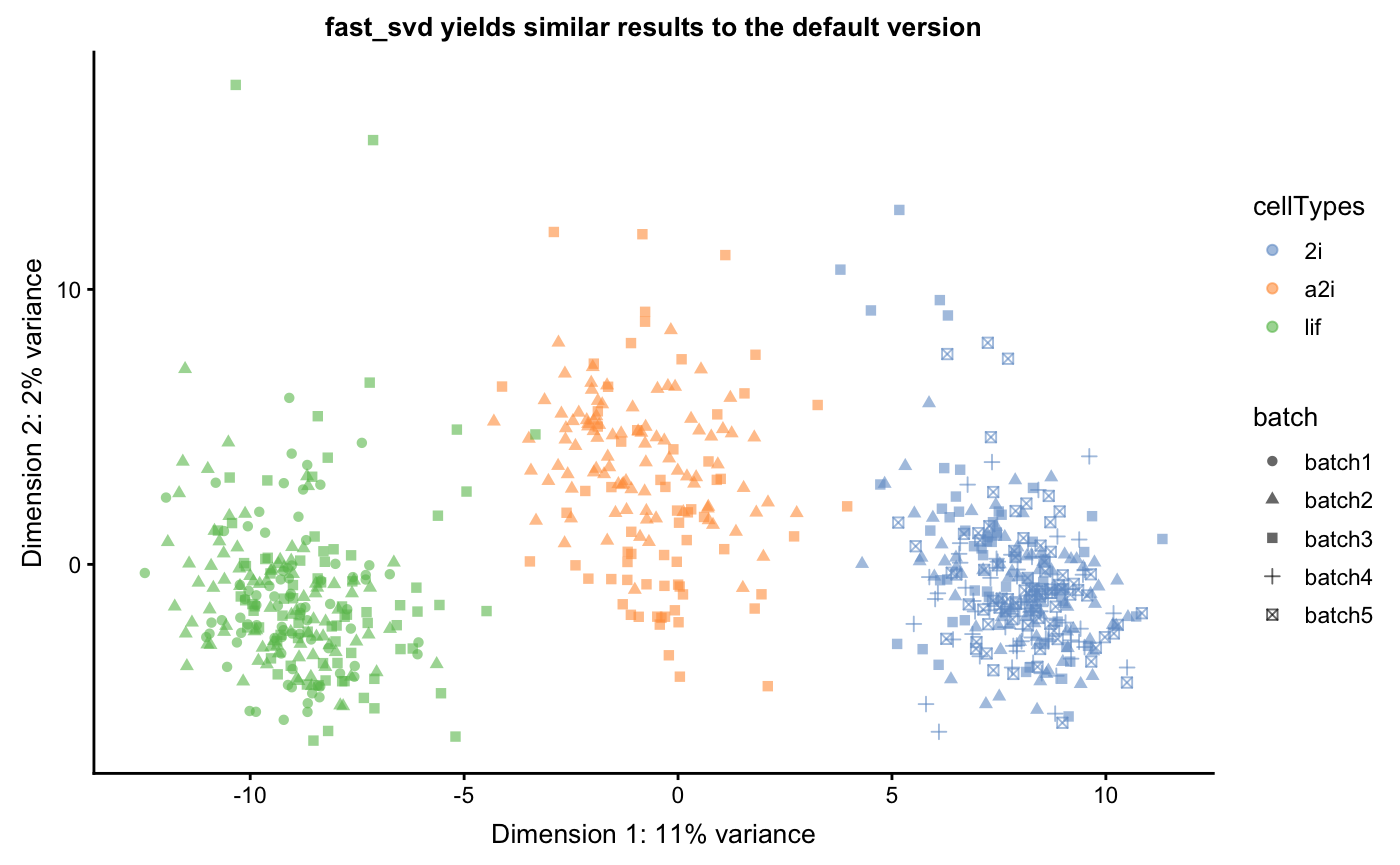 fast_svd yields similar results to the default version
Dimension 2: 2% variance
10
0
-10
-5
0
5
10
Dimension 1: 11% variance
cellTypes
2i
a2i
lif
batch
batch1
batch2
batch3
batch4
batch5